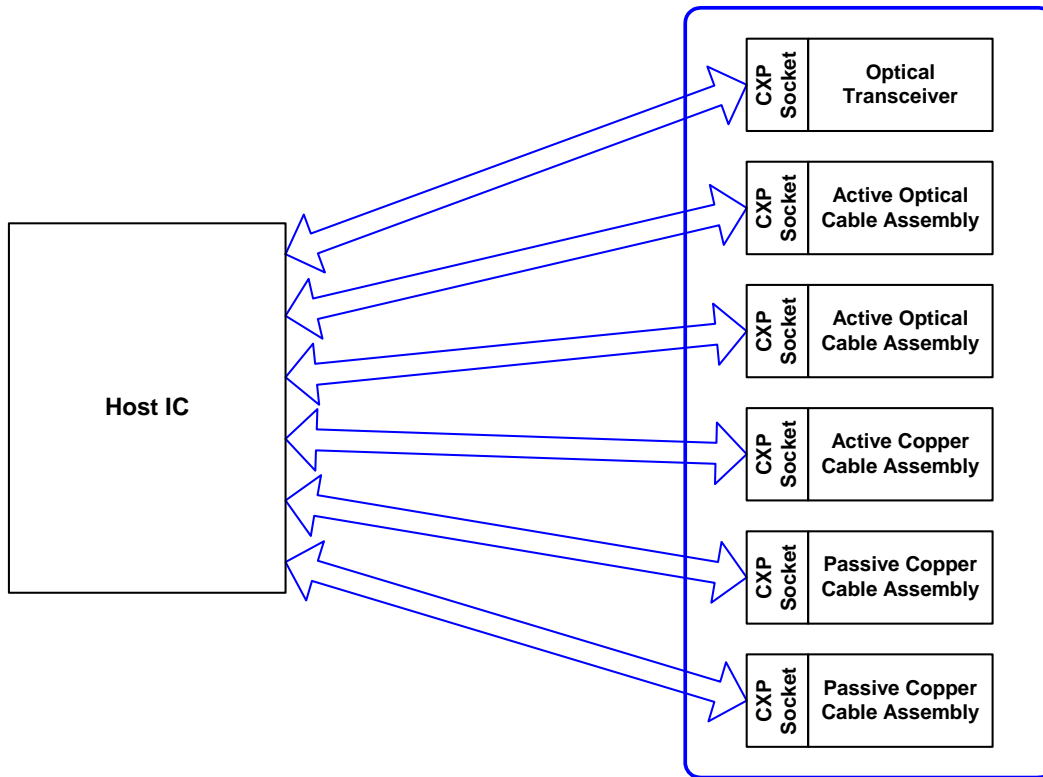 CXP
Socket
Optical
Transceiver
CXP
Socket
Active Optical
Cable Assembly
CXP
Socket
Active Optical
Cable Assembly
Host IC
CXP
Socket
Active Copper
Cable Assembly
CXP
Socket
Passive Copper
Cable Assembly
CXP
Socket
Passive Copper
Cable Assembly